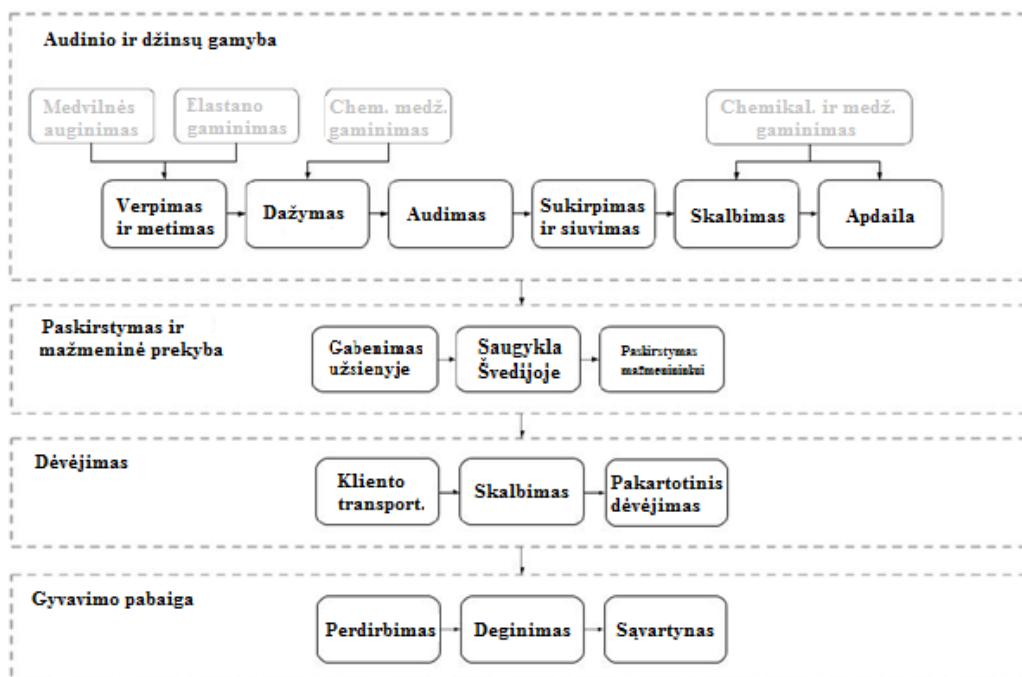 Audinio ir džinsų gamyba
Medvilnės
auginimas
Elastano
gaminimas
Chem. medž.
gaminimas
Chemikal. ir medž.
gaminimas
Verpimas
ir metimas
Dažymas
Audimas
Sukirpimas
ir siuvimas
Skalbimas
Apdaila
Paskirstymas ir
mažmeninė prekyba
Gabenimas
užsienyje
Saugykla
Švedijoje
Paskirstymas
mažmenininkui
Dėvėjimas
Kliento
transport.
Skalbimas
Pakartotinis
dėvėjimas
Gyvavimo pabaiga
Perdirbimas
Deginimas
Sąvartynas